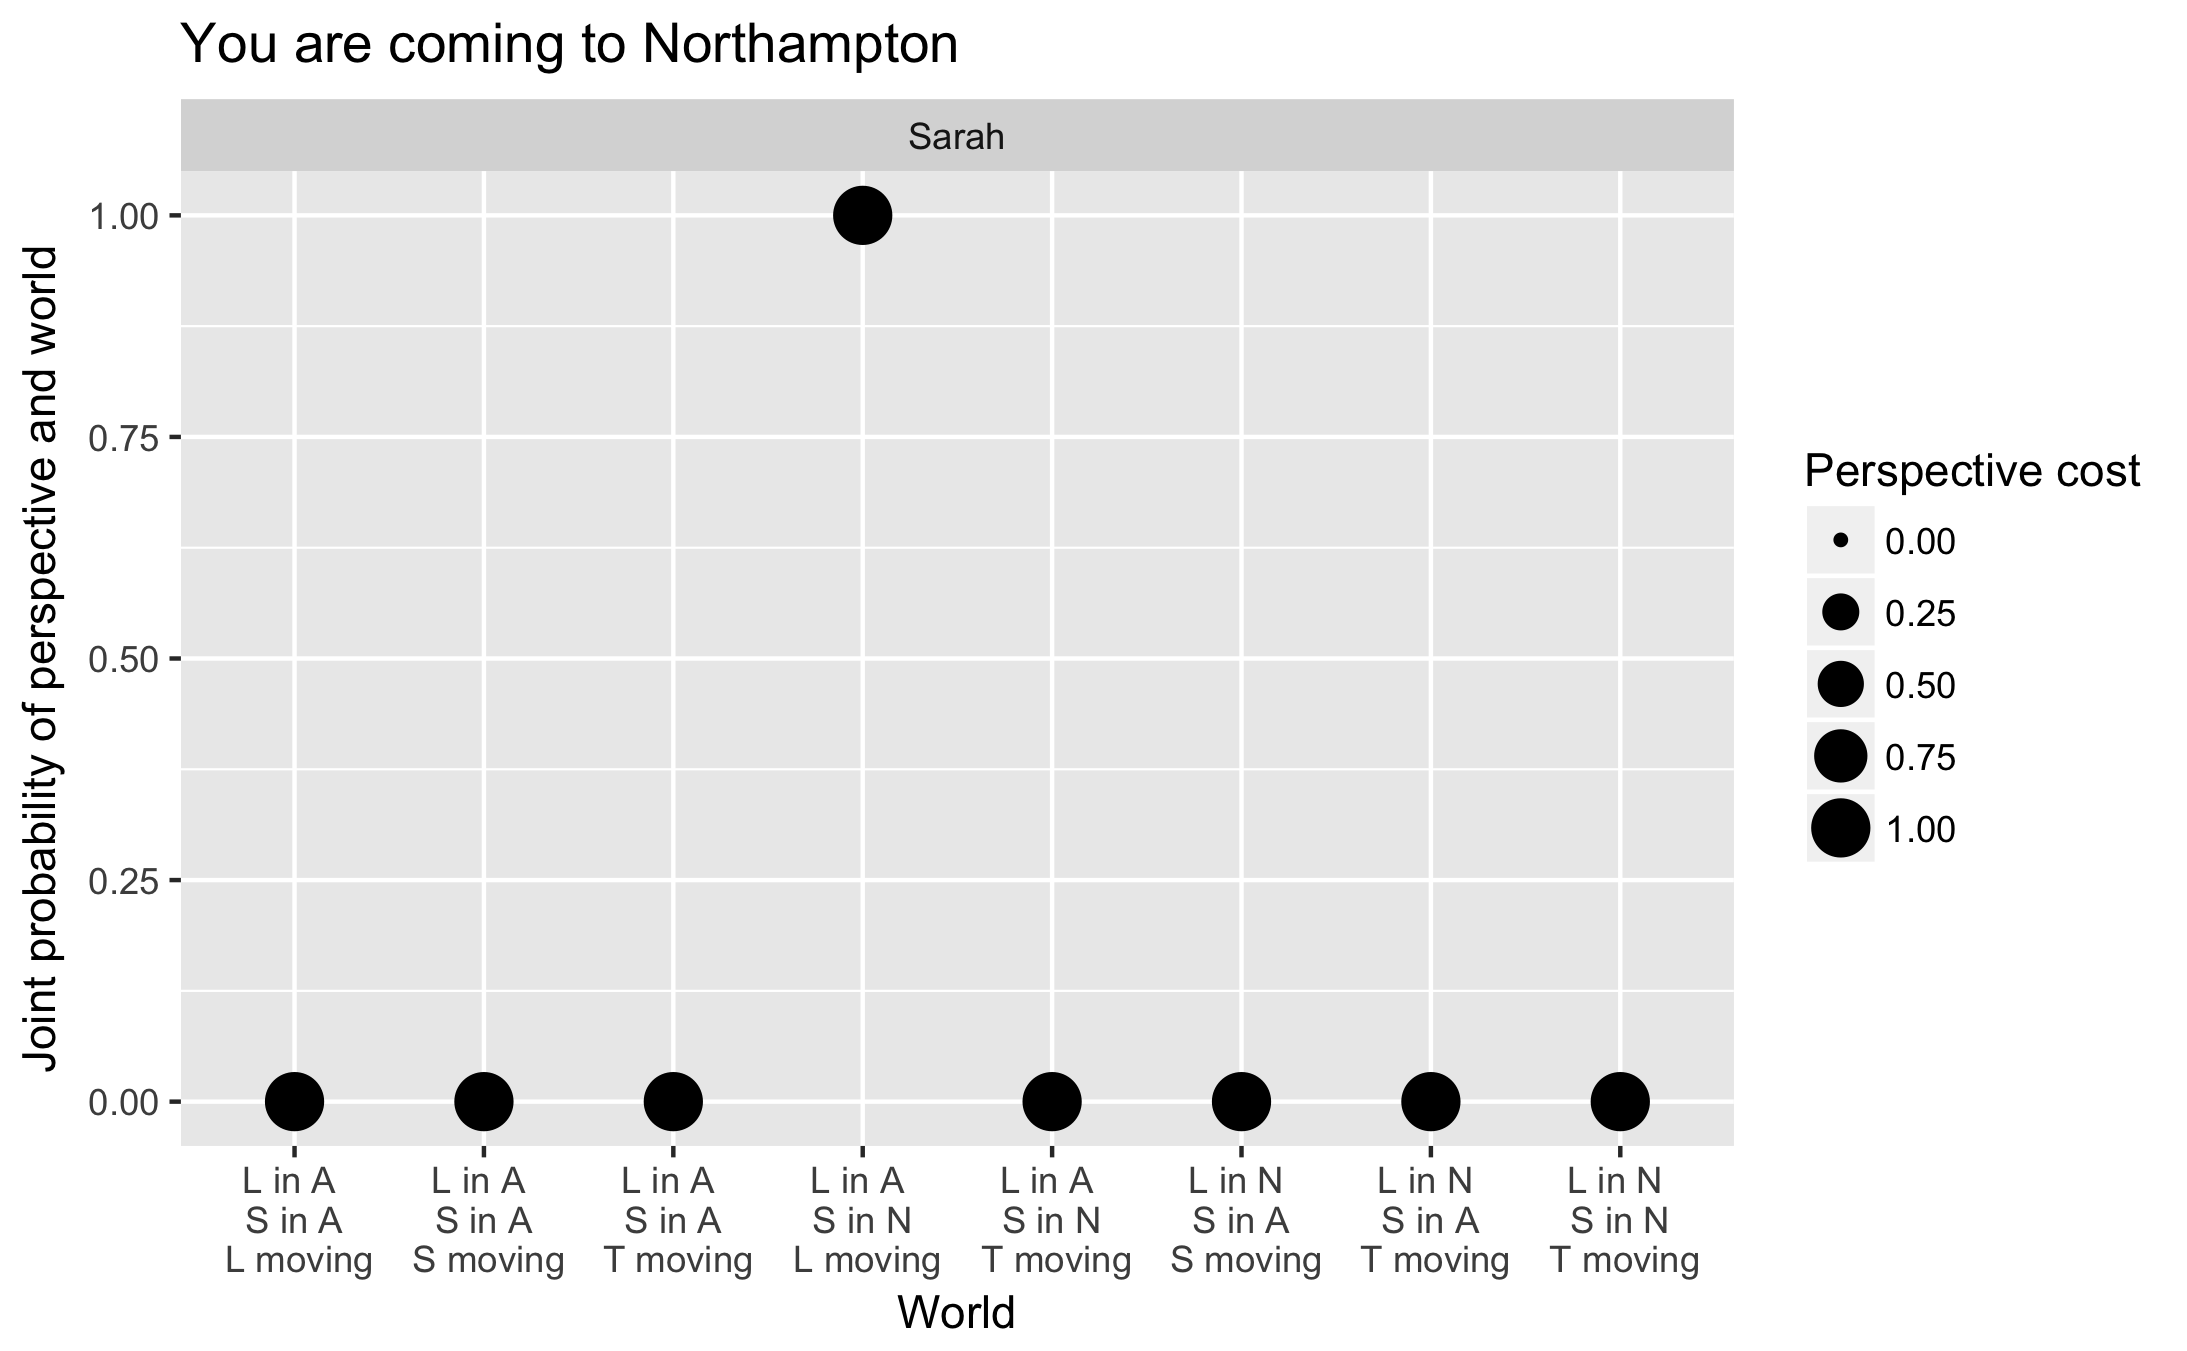 You are coming to Northampton
Sarah
Joint probability of perspective and world
1.00
0.75
0.50
0.25
0.00
L in A
S in A
L moving
L in A
S in A
S moving
L in A
S in A
T moving
L in A
S in N
L moving
L in A
S in N
T moving
L in N
S in A
S moving
L in N
S in A
T moving
L in N
S in N
T moving
World
Perspective cost
0.00
0.25
0.50
0.75
1.00